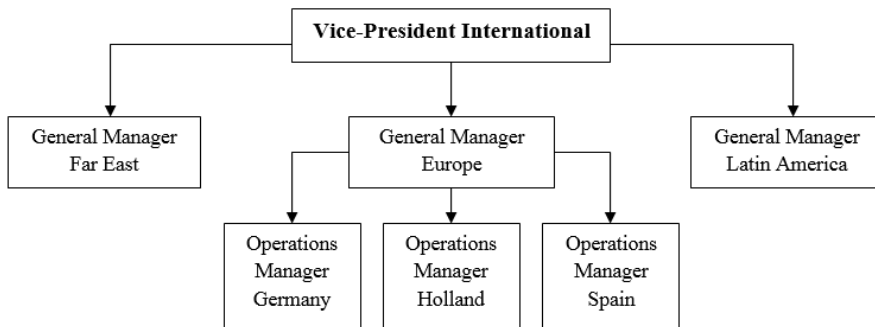 Vice-President International
General Manager
Far East
General Manager
Europe
General Manager
Latin America
Operations
Manager
Germany
Operations
Manager
Holland
Operations
Manager
Spain